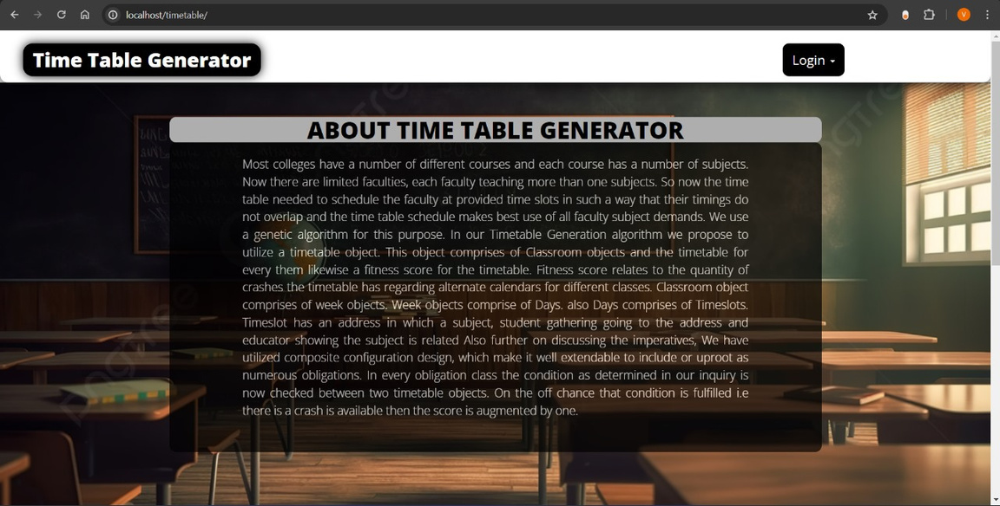 localhost/timetable/
V
Time Table Generator
Login
ABOUT TIME TABLE GENERATOR
Most colleges have a number of different courses and each course has a number of subjects.
Now there are limited faculties, each faculty teaching more than one subjects. So now the time
table needed to schedule the faculty at provided time slots in such a way that their timings do
not overlap and the time table schedule makes best use of all faculty subject demands. We use
a genetic algorithm for this purpose. In our Timetable Generation algorithm we propose to
utilize a timetable object. This object comprises of Classroom objects and the timetable for
every them likewise a fitness score for the timetable. Fitness score relates to the quantity of
crashes the timetable has regarding alternate calendars for different classes. Classroom object
comprises of week objects. Week objects comprise of Days. also Days comprises of Timeslots.
Timeslot has an address in which a subject, student gathering going to the address and
educator showing the subject is related Also further on discussing the imperatives, We have
utilized composite configuration design, which make it well extendable to include or uproot as
numerous obligations. In every obligation class the condition as determined in our inquiry is
now checked between two timetable objects. On the off chance that condition is fulfilled i.e
there is a crash is available then the score is augmented by one.